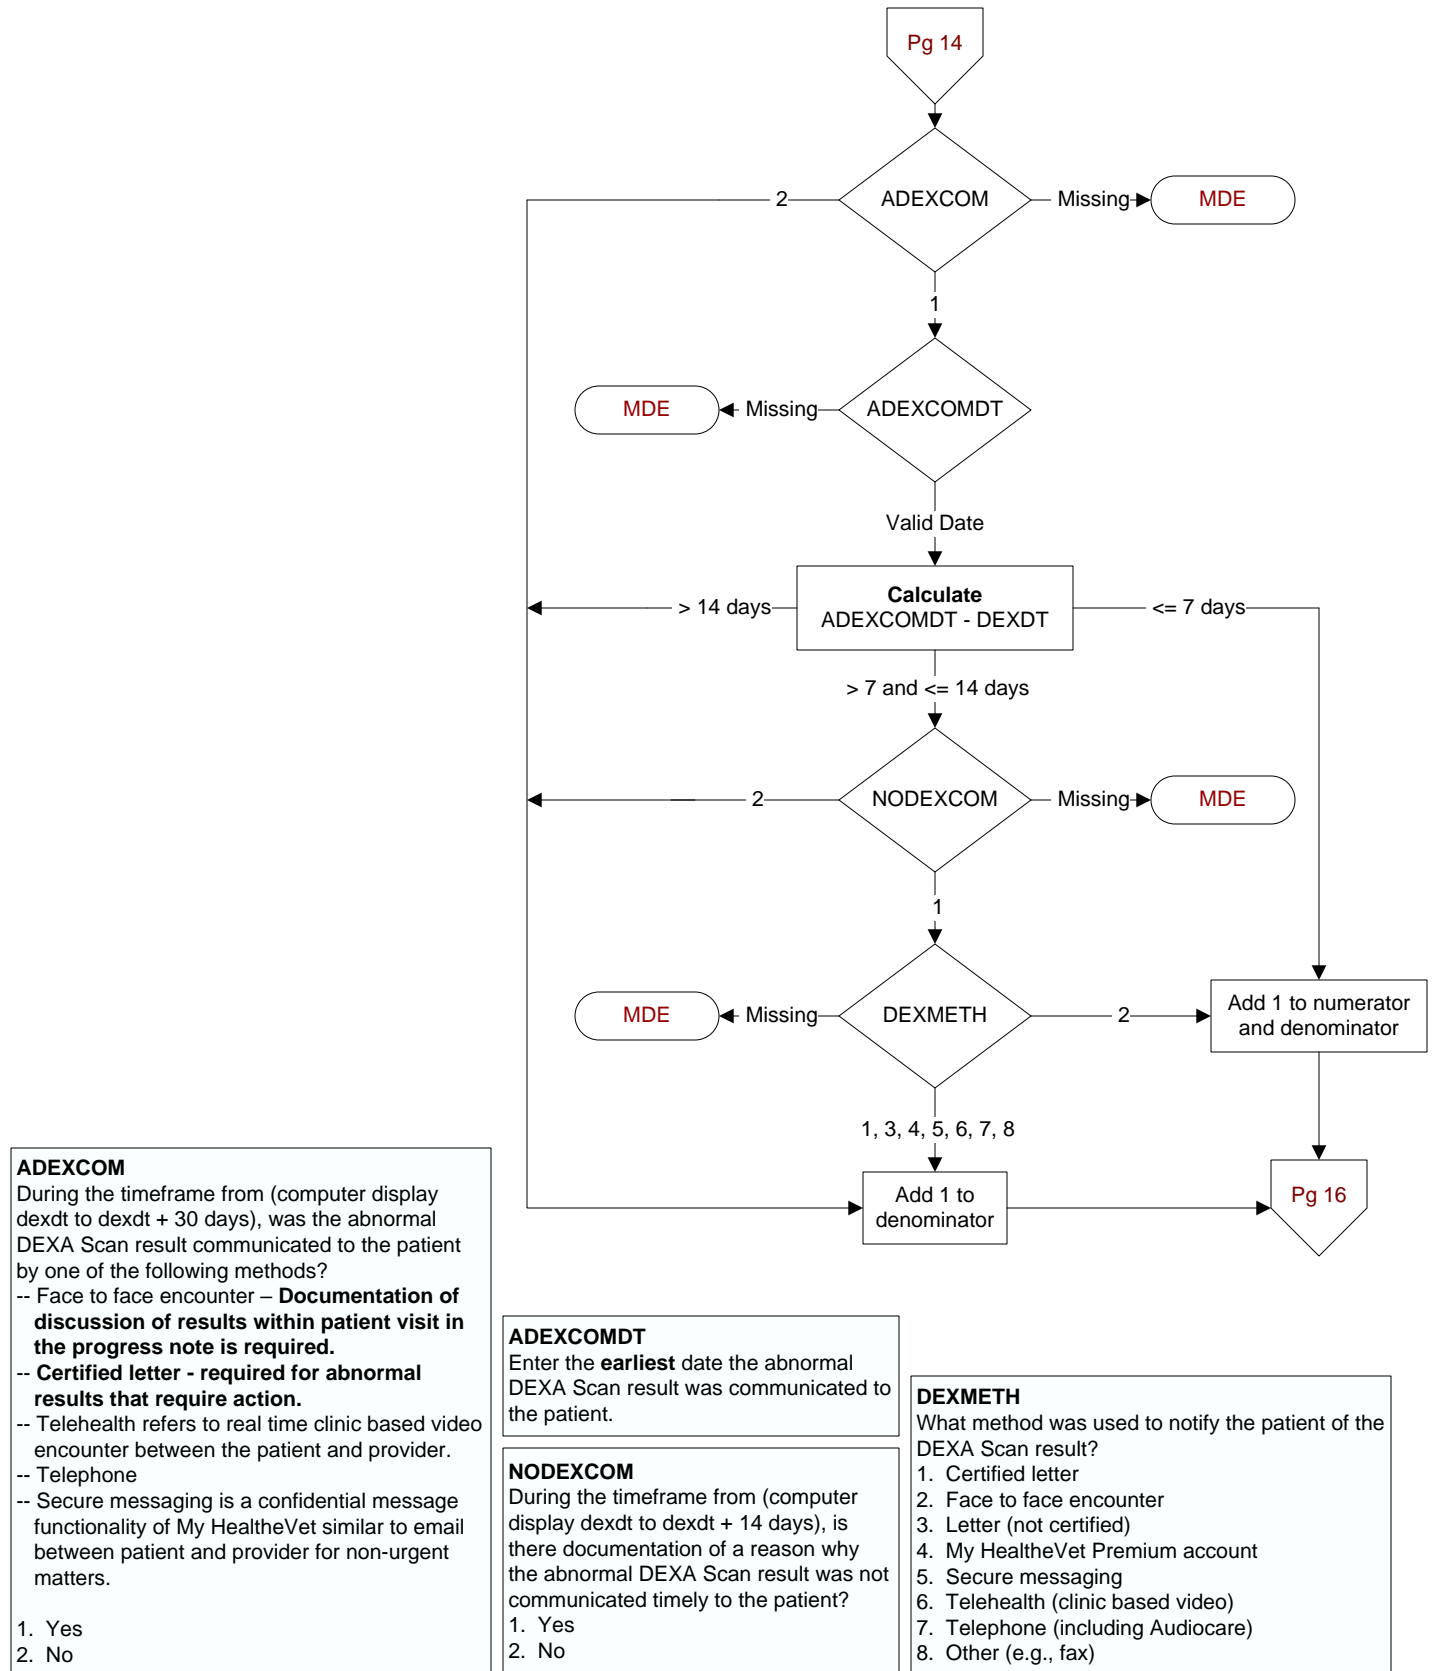 Pg 14
2
ADEXCOM
Missing
MDE
1
MDE
Missing
ADEXCOMDT
Valid Date
> 14 days
Calculate
ADEXCOMDT - DEXDT
<= 7 days
> 7 and <= 14 days
2
NODEXCOM
Missing
MDE
1
MDE
Missing
DEXMETH
2
Add 1 to numerator
and denominator
1, 3, 4, 5, 6, 7, 8
Add 1 to
denominator
Pg 16
ADEXCOM
During the timeframe from (computer display
dexdt to dexdt + 30 days), was the abnormal
DEXA Scan result communicated to the patient
by one of the following methods?
-- Face to face encounter – Documentation of
discussion of results within patient visit in
the progress note is required.
-- Certified letter - required for abnormal
results that require action.
-- Telehealth refers to real time clinic based video
encounter between the patient and provider.
-- Telephone
-- Secure messaging is a confidential message
functionality of My HealtheVet similar to email
between patient and provider for non-urgent
matters.
1. Yes
2. No
ADEXCOMDT
Enter the earliest date the abnormal
DEXA Scan result was communicated to
the patient.
NODEXCOM
During the timeframe from (computer
display dexdt to dexdt + 14 days), is
there documentation of a reason why
the abnormal DEXA Scan result was not
communicated timely to the patient?
1. Yes
2. No
DEXMETH
What method was used to notify the patient of the
DEXA Scan result?
1. Certified letter
2. Face to face encounter
3. Letter (not certified)
4. My HealtheVet Premium account
5. Secure messaging
6. Telehealth (clinic based video)
7. Telephone (including Audiocare)
8. Other (e.g., fax)